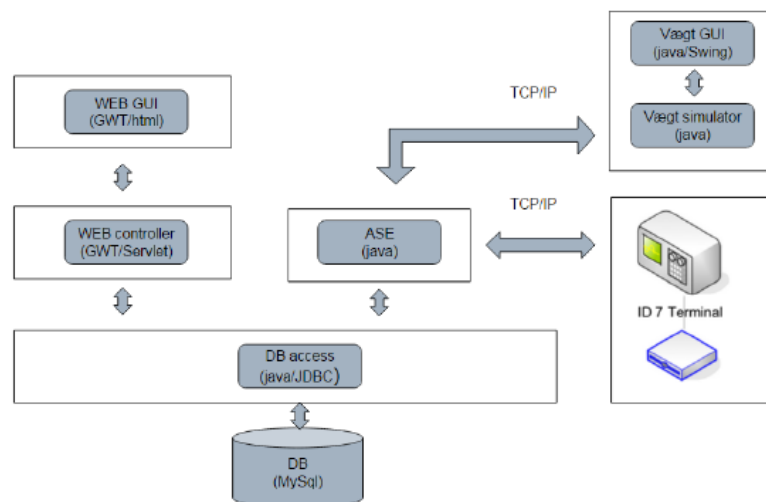 Vægt GUI
(java/Swing)
TCP/IP
WEB GUI
(GWT/html)
Vægt simulator
(java)
TCP/IP
WEB controller
(GWT/Servlet)
ASE
(java)
ID 7 Terminal
DB access
(java/JDBC)
DB
(MySql)